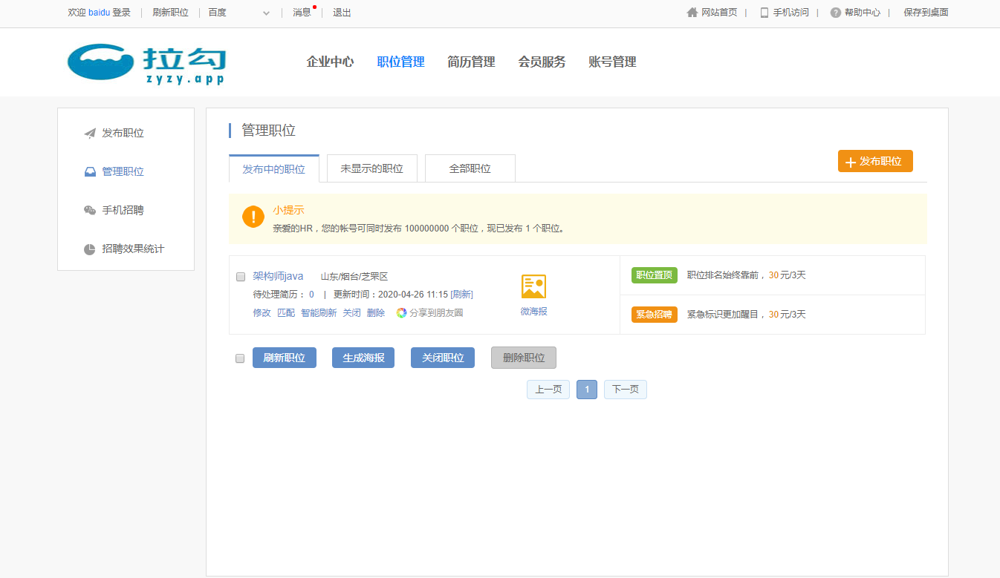 欢迎 baidu 登录 | 刷新职位 | 百度 | 消息 | 退出 网站首页 | 手机访问 | 帮助中心 | 保存到桌面
拉勾
zyzy.app
企业中心 职位管理 简历管理 会员服务 账号管理
发布职位
管理职位
手机招聘
招聘效果统计
管理职位
发布中的职位 未显示的职位 全部职位 发布职位
小提示
亲爱的HR，您的帐号可同时发布 100000000 个职位，现已发布 1 个职位。
架构师java 山东/烟台/芝罘区
待处理简历： 0 | 更新时间：2020-04-26 11:15 [刷新]
修改 匹配 智能刷新 关闭 删除 分享到朋友圈
微海报
职位置顶 职位排名始终靠前，30元/3天
紧急招聘 紧急标识更加醒目，30元/3天
刷新职位 生成海报 关闭职位 删除职位
上一页 1 下一页